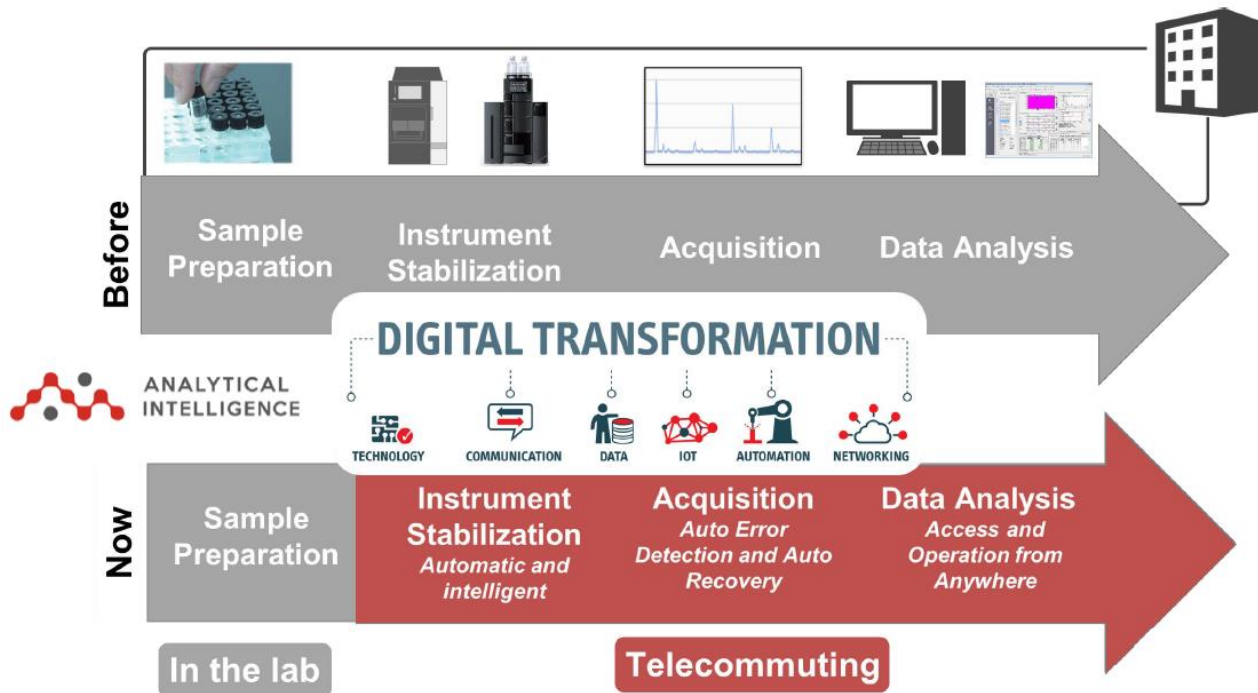 Before
Sample
Preparation
Instrument
Stabilization
Acquisition
Data Analysis
DIGITAL TRANSFORMATION
TECHNOLOGY
COMMUNICATION
DATA
IOT
AUTOMATION
NETWORKING
ANALYTICAL
INTELLIGENCE
Now
Sample
Preparation
Instrument
Stabilization
Automatic and
intelligent
Acquisition
Auto Error
Detection and Auto
Recovery
Data Analysis
Access and
Operation from
Anywhere
In the lab
Telecommuting